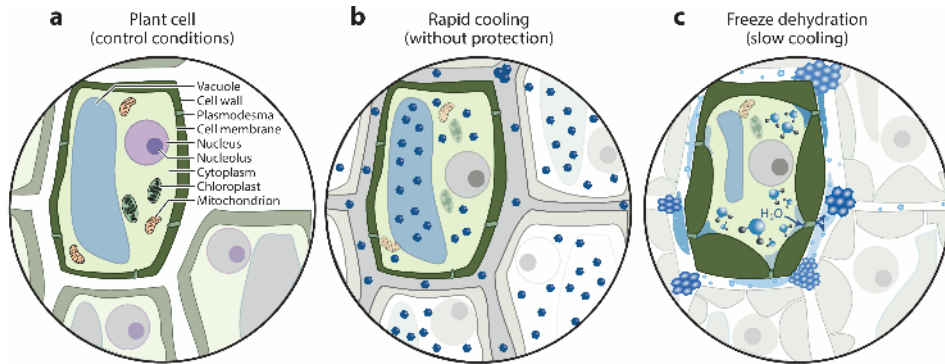 a
Plant cell
(control conditions)
b
Rapid cooling
(without protection)
c
Freeze dehydration
(slow cooling)
Vacuole
Cell wall
Plasmodesma
Cell membrane
Nucleus
Nucleolus
Cytoplasm
Chloroplast
Mitochondrion
H₂O